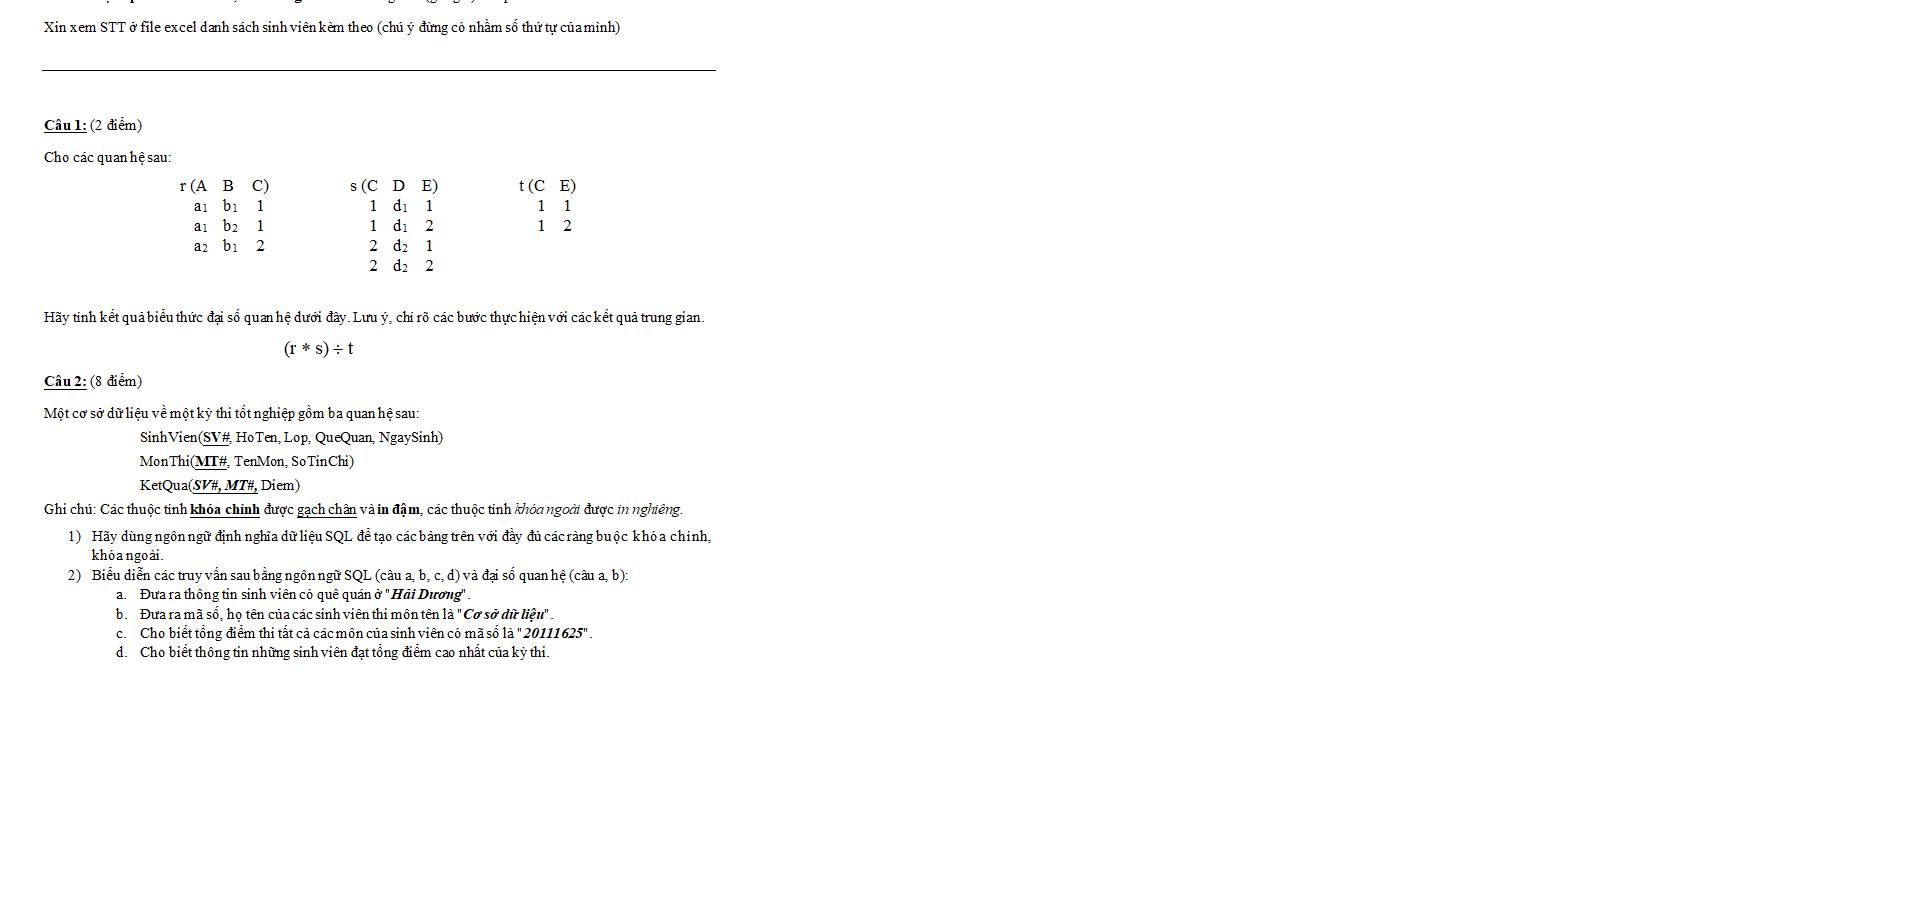 Xin xem STT ở file excel danh sách sinh viên kèm theo (chú ý đừng có nhầm số thứ tự của mình)
Câu 1: (2 điểm)
Cho các quan hệ sau:
r (A B C) s (C D E) t (C E)
a1 b1 1 1 d1 1 1 1
a1 b2 1 1 d1 2 1 2
a2 b1 2 2 d2 1
2 d2 2
Hãy tính kết quả biểu thức đại số quan hệ dưới đây. Lưu ý, chỉ rõ các bước thực hiện với các kết quả trung gian.
(r * s) ÷ t
Câu 2: (8 điểm)
Một cơ sở dữ liệu về một kỳ thi tốt nghiệp gồm ba quan hệ sau:
SinhVien(SV#, HoTen, Lop, QueQuan, NgaySinh)
MonThi(MT#, TenMon, SoTinChi)
KetQua(SV#, MT#, Diem)
Ghi chú: Các thuộc tính khóa chính được gạch chân và in đậm, các thuộc tính khóa ngoài được in nghiêng.
1) Hãy dùng ngôn ngữ định nghĩa dữ liệu SQL để tạo các bảng trên với đầy đủ các ràng buộc khóa chính,
khóa ngoài.
2) Biểu diễn các truy vấn sau bằng ngôn ngữ SQL (câu a, b, c, d) và đại số quan hệ (câu a, b):
a. Đưa ra thông tin sinh viên có quê quán ở "Hải Dương".
b. Đưa ra mã số, họ tên của các sinh viên thi môn tên là "Cơ sở dữ liệu".
c. Cho biết tổng điểm thi tất cả các môn của sinh viên có mã số là "20111625".
d. Cho biết thông tin những sinh viên đạt tổng điểm cao nhất của kỳ thi.